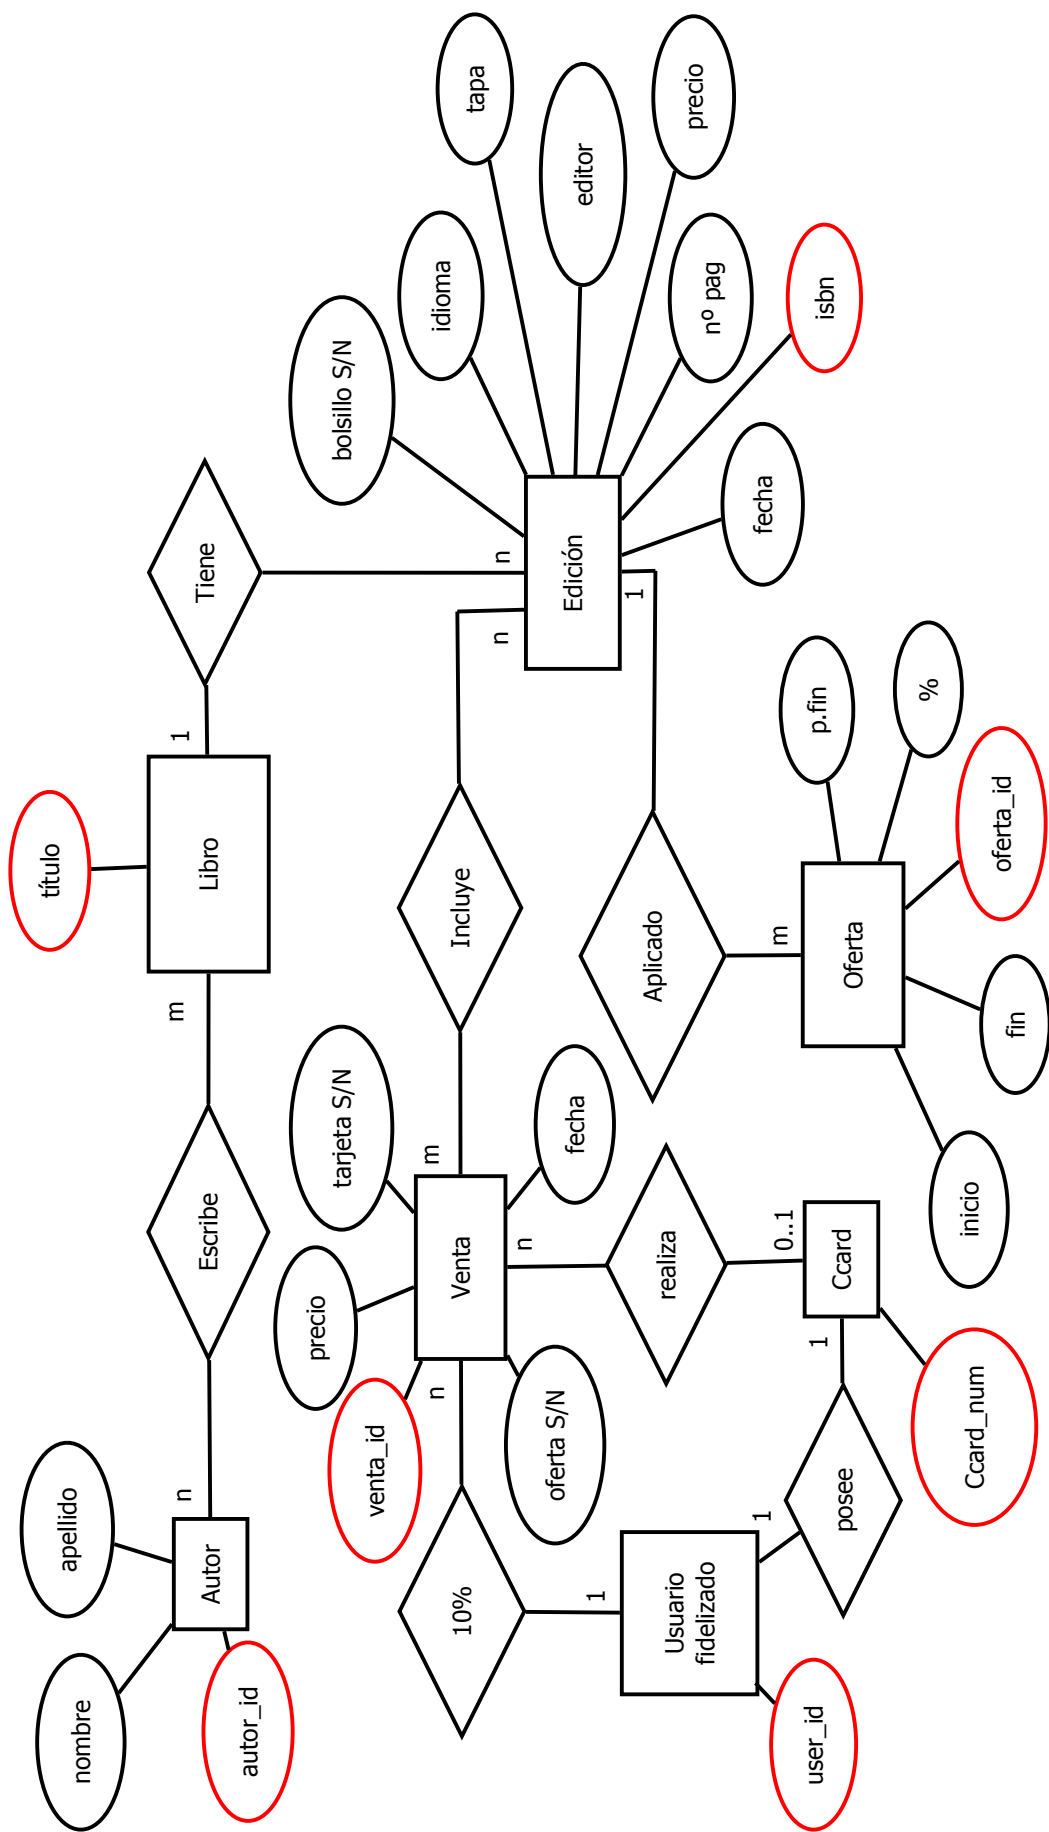 nombre
apellido
autor_id
Autor
n
Escribe
m
título
Libro
1
Tiene
n
bolsillo S/N
idioma
tapa
editor
precio
nº pag
isbn
fecha
Edición
n
1
Incluye
m
tarjeta S/N
precio
venta_id
Venta
fecha
oferta S/N
n
n
10%
1
Usuario
fidelizado
user_id
1
posee
1
Ccard
Ccard_num
0..1
realiza
Aplicado
m
Oferta
p.fin
%
oferta_id
fin
inicio